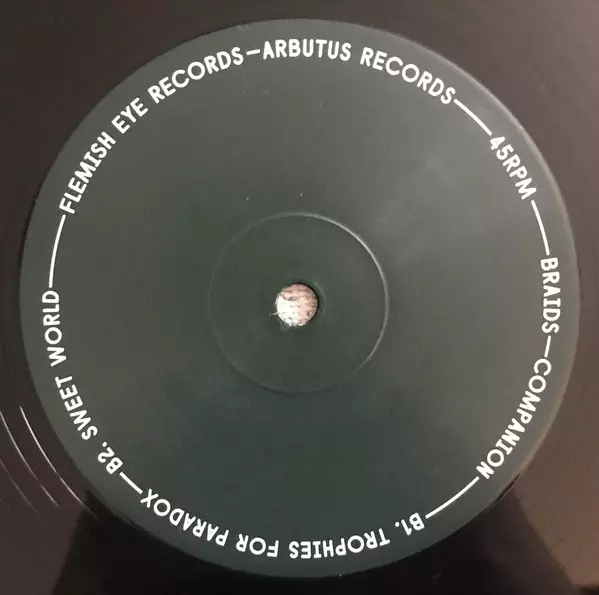 FLEMISH EYE RECORDS—ARBUTUS RECORDS—45RPM—BRAIDS—COMPANION—B1. TROPHIES FOR PARADOX—B2. SWEET WORLD—